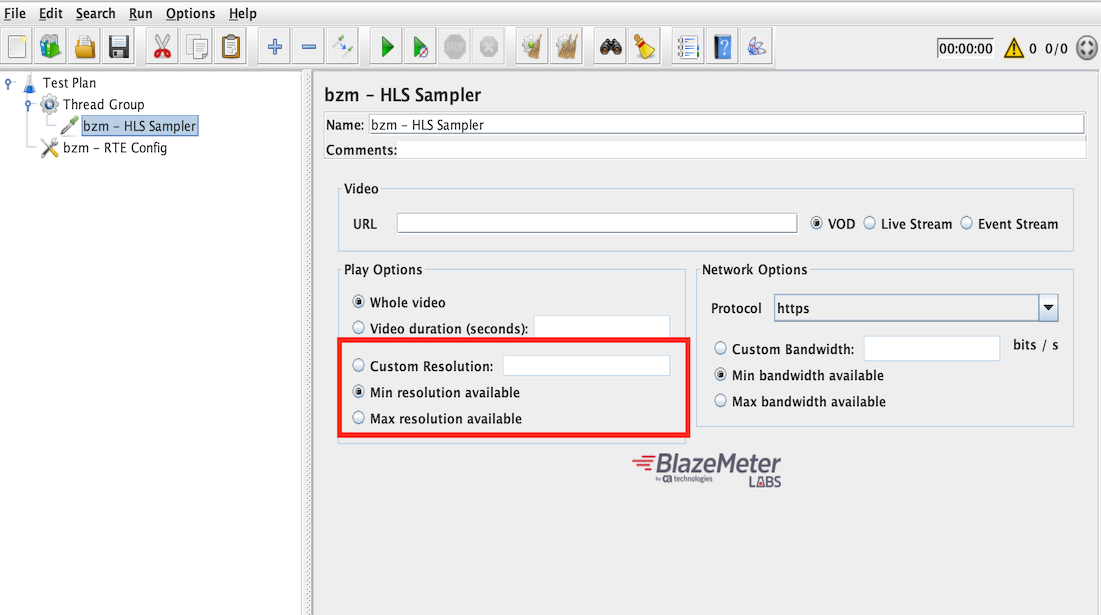 File Edit Search Run Options Help
STOP ? 00:00:00 0 0/0
Test Plan
Thread Group
bzm – HLS Sampler
bzm – RTE Config
bzm – HLS Sampler
Name: bzm – HLS Sampler
Comments:
Video
URL VOD Live Stream Event Stream
Play Options
Whole video
Video duration (seconds):
Custom Resolution:
Min resolution available
Max resolution available
Network Options
Protocol https
Custom Bandwidth: bits / s
Min bandwidth available
Max bandwidth available
BlazeMeter
by ca technologies LABS